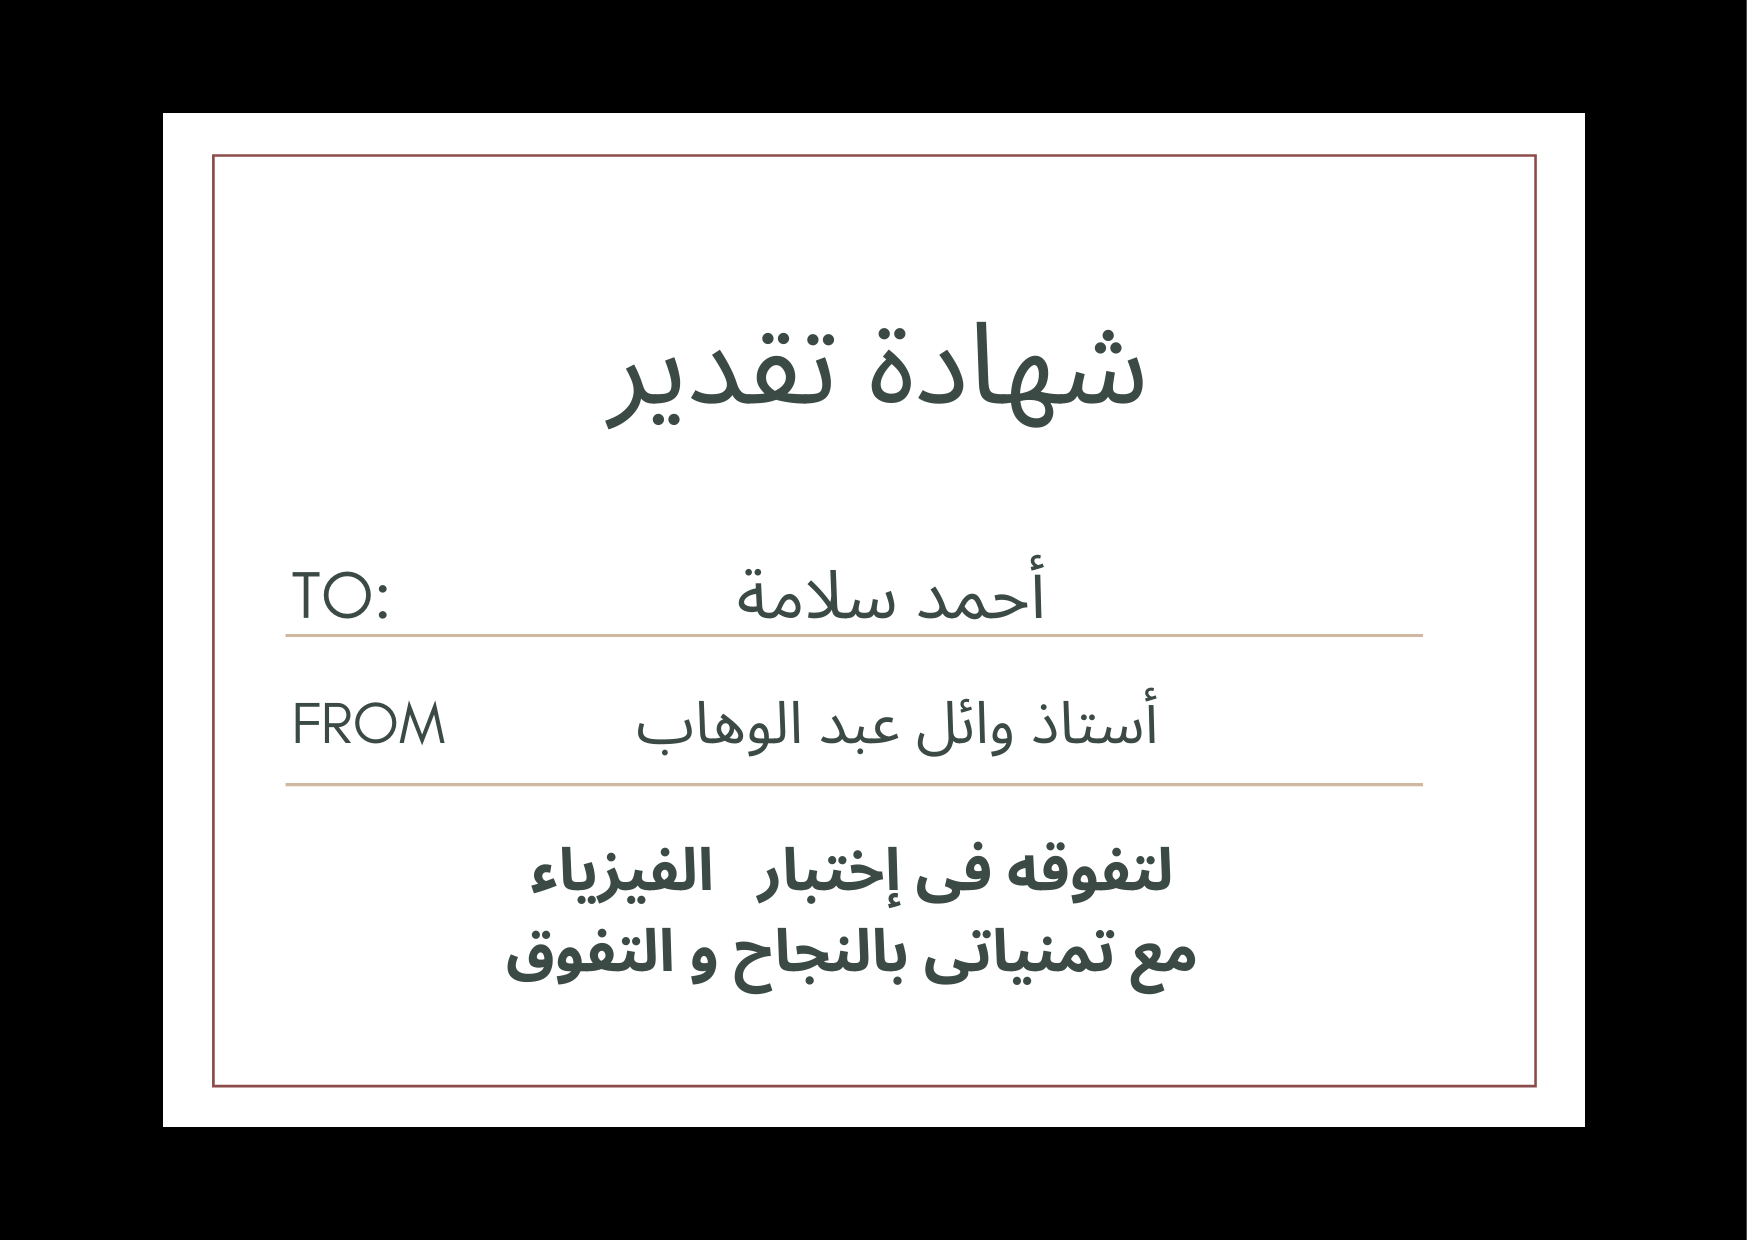 شهادة تقدير
TO: أحمد سلامة
FROM أستاذ وائل عبد الوهاب
لتفوقه فى إختبار الفيزياء
مع تمنياتى بالنجاح و التفوق